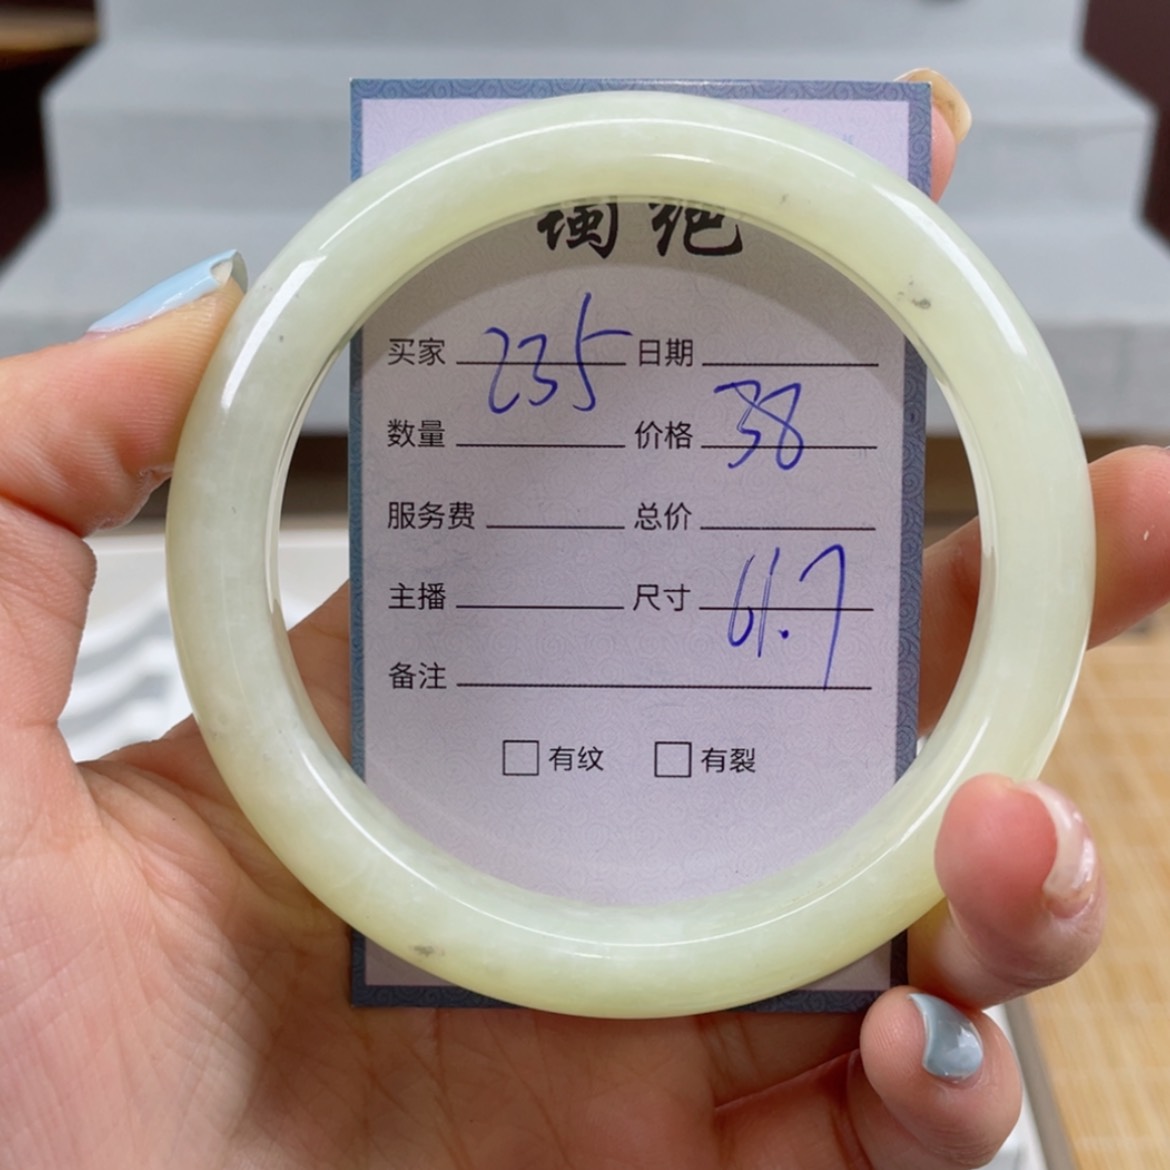 买家 235 日期
数量 价格 38
服务费 总价
主播 尺寸 61.7
备注
有纹 有裂